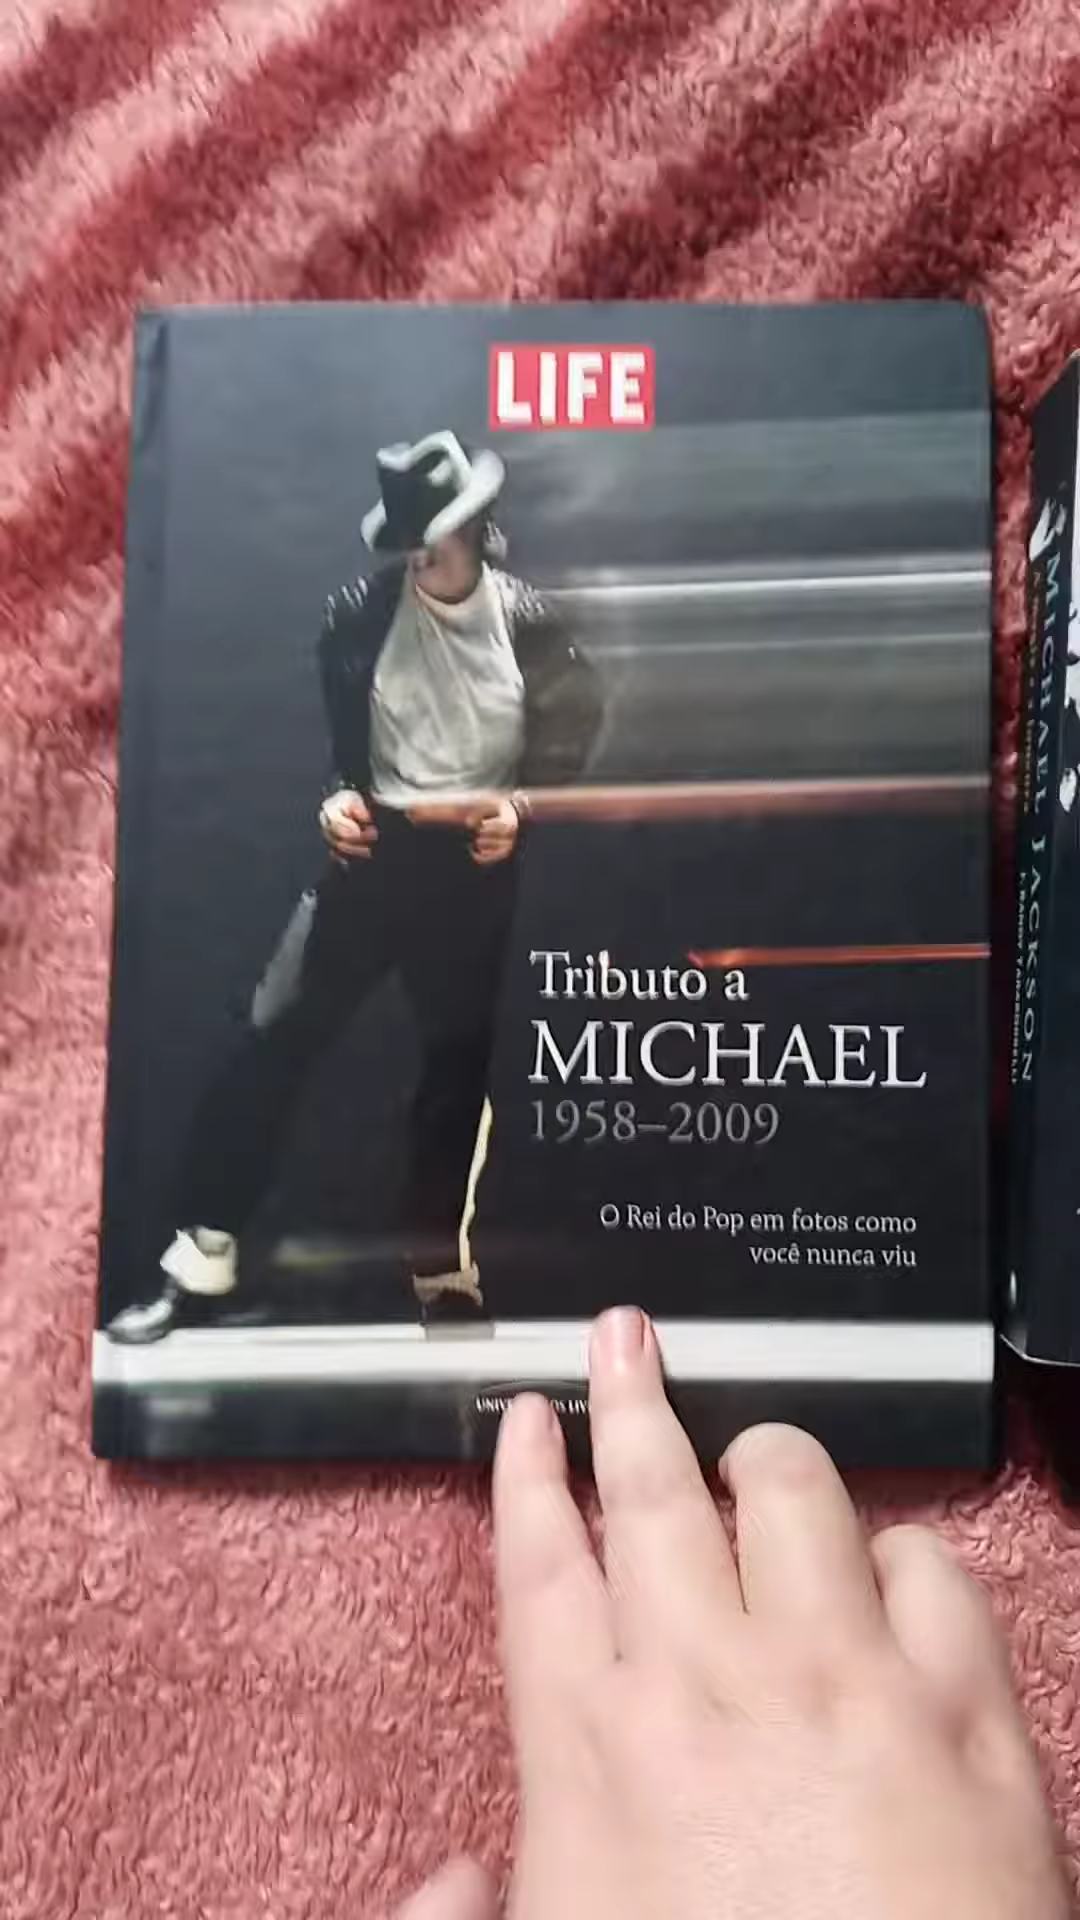 LIFE
Tributo a
MICHAEL
1958–2009
O Rei do Pop em fotos como
você nunca viu
MICHAEL JACKSON